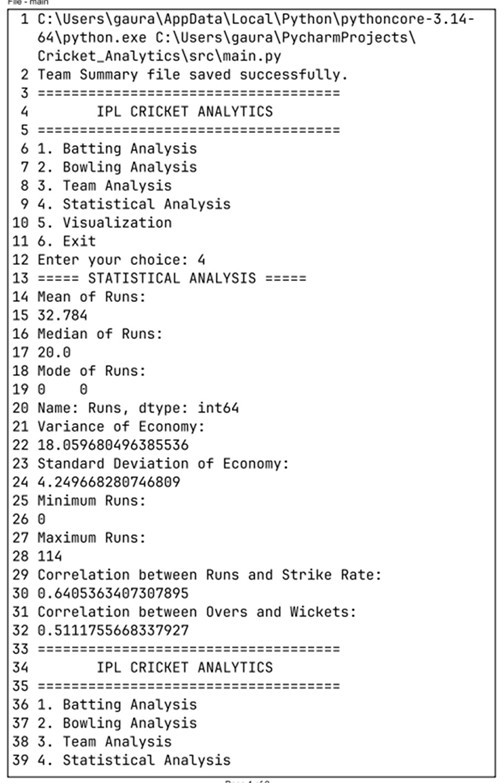 File - main
1 C:\Users\gaura\AppData\Local\Python\pythoncore-3.14-
64\python.exe C:\Users\gaura\PycharmProjects\
Cricket_Analytics\src\main.py
2 Team Summary file saved successfully.
3 ====================================
4        IPL CRICKET ANALYTICS
5 ====================================
6 1. Batting Analysis
7 2. Bowling Analysis
8 3. Team Analysis
9 4. Statistical Analysis
10 5. Visualization
11 6. Exit
12 Enter your choice: 4
13 ===== STATISTICAL ANALYSIS =====
14 Mean of Runs:
15 32.784
16 Median of Runs:
17 20.0
18 Mode of Runs:
19 0    0
20 Name: Runs, dtype: int64
21 Variance of Economy:
22 18.059680496385536
23 Standard Deviation of Economy:
24 4.249668280746809
25 Minimum Runs:
26 0
27 Maximum Runs:
28 114
29 Correlation between Runs and Strike Rate:
30 0.6405363407307895
31 Correlation between Overs and Wickets:
32 0.5111755668337927
33 ====================================
34        IPL CRICKET ANALYTICS
35 ====================================
36 1. Batting Analysis
37 2. Bowling Analysis
38 3. Team Analysis
39 4. Statistical Analysis